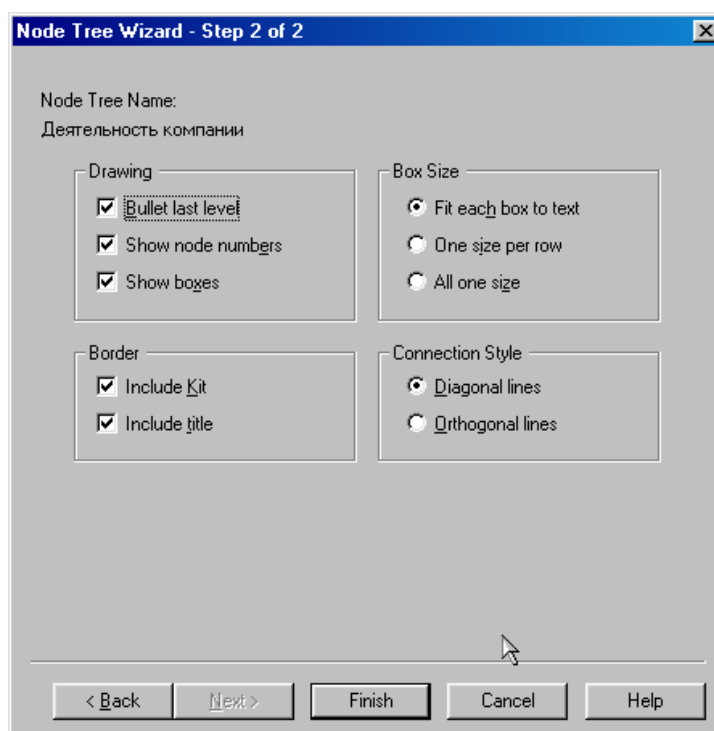 Node Tree Wizard - Step 2 of 2
Node Tree Name:
Деятельность компании
Drawing
Bullet last level
Show node numbers
Show boxes
Box Size
Fit each box to text
One size per row
All one size
Border
Include Kit
Include title
Connection Style
Diagonal lines
Orthogonal lines
< Back
Next >
Finish
Cancel
Help